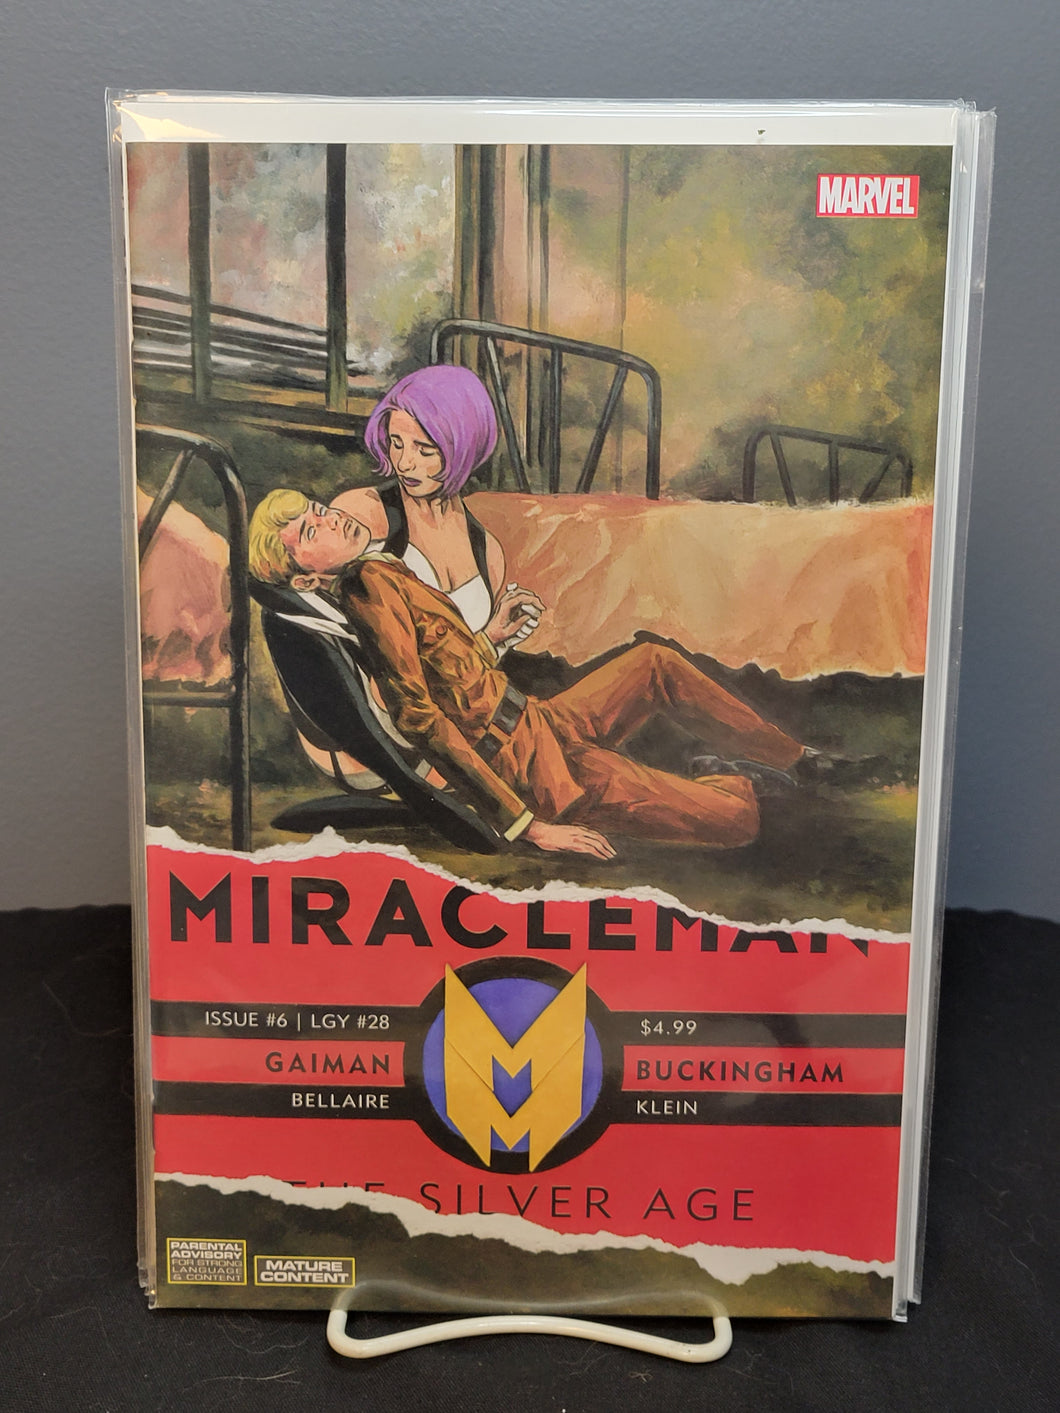 MARVEL
MIRACLEMAN
ISSUE #6 | LGY #28
$4.99
GAIMAN
BUCKINGHAM
BELLAIRE
KLEIN
THE SILVER AGE
PARENTAL
ADVISORY
FOR STRONG
LANGUAGE
& CONTENT
MATURE
CONTENT